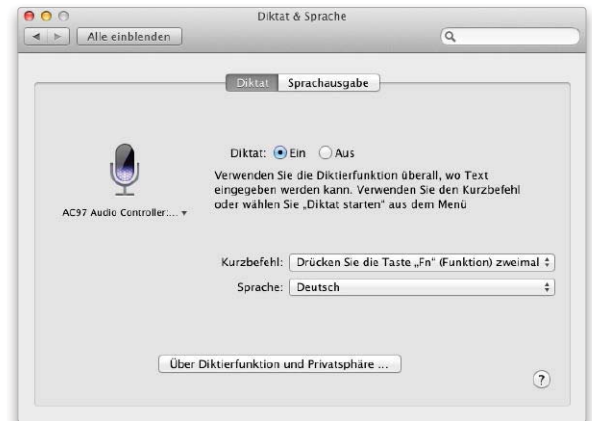 Diktat & Sprache
Alle einblenden
Diktat Sprachausgabe
Diktat: Ein Aus
Verwenden Sie die Diktierfunktion überall, wo Text
eingegeben werden kann. Verwenden Sie den Kurzbefehl
oder wählen Sie „Diktat starten“ aus dem Menü
AC97 Audio Controller:...
Kurzbefehl: Drücken Sie die Taste „Fn“ (Funktion) zweimal
Sprache: Deutsch
Über Diktierfunktion und Privatsphäre ...
?